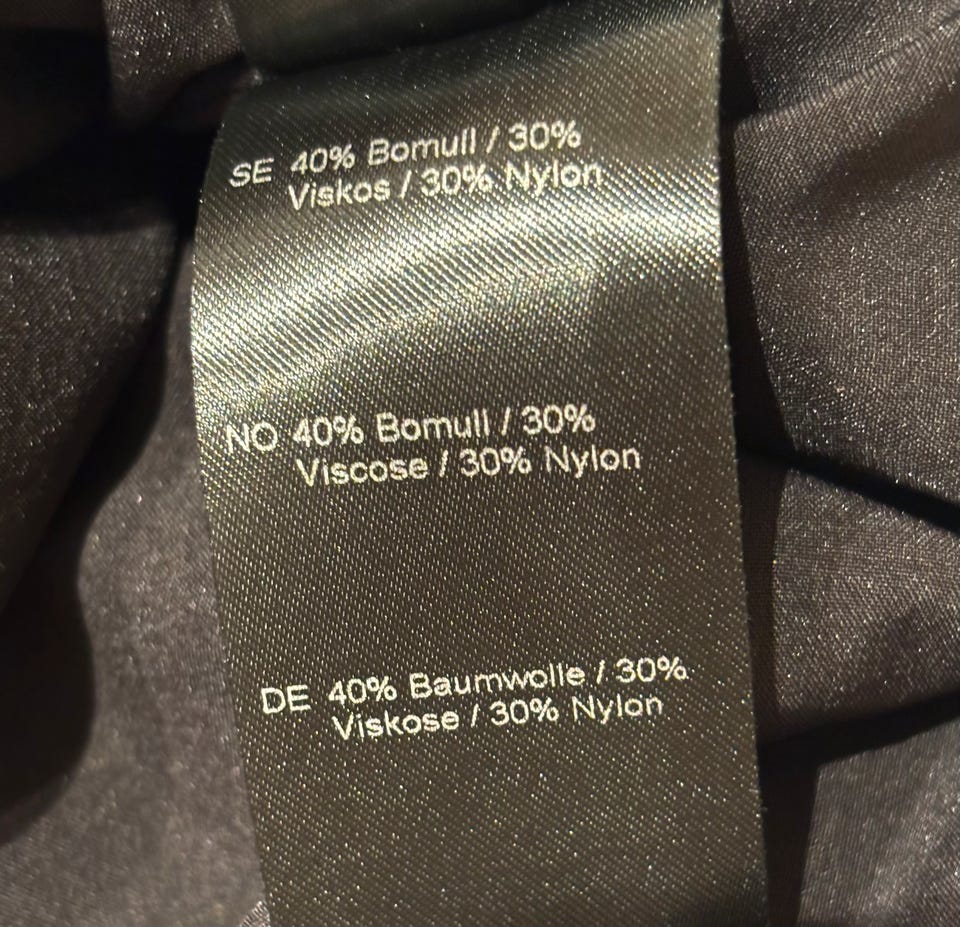 SE 40% Bomull / 30%
Viskos / 30% Nylon
NO 40% Bomull / 30%
Viscose / 30% Nylon
DE 40% Baumwolle / 30%
Viskose / 30% Nylon